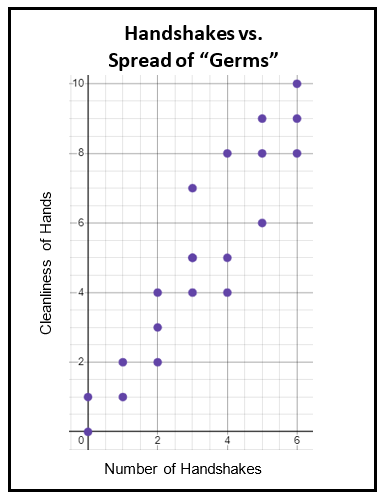 Handshakes vs.
Spread of “Germs”
10
8
6
4
2
0
2
4
6
Cleanliness of Hands
Number of Handshakes